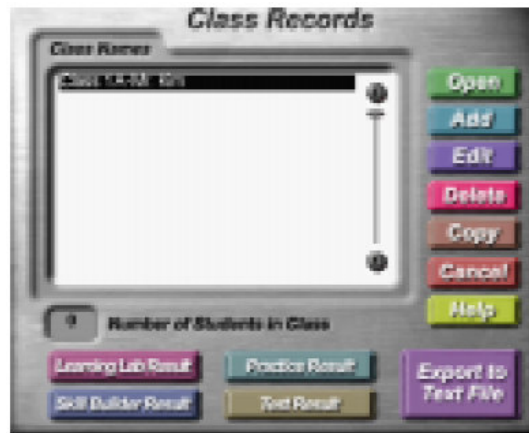 Class Records
Class Names
Open
Add
Edit
Delete
Copy
Cancel
Help
Number of Students in Class
Learning Lab Result
Practice Result
Skill Builder Result
Test Result
Export to
Text File